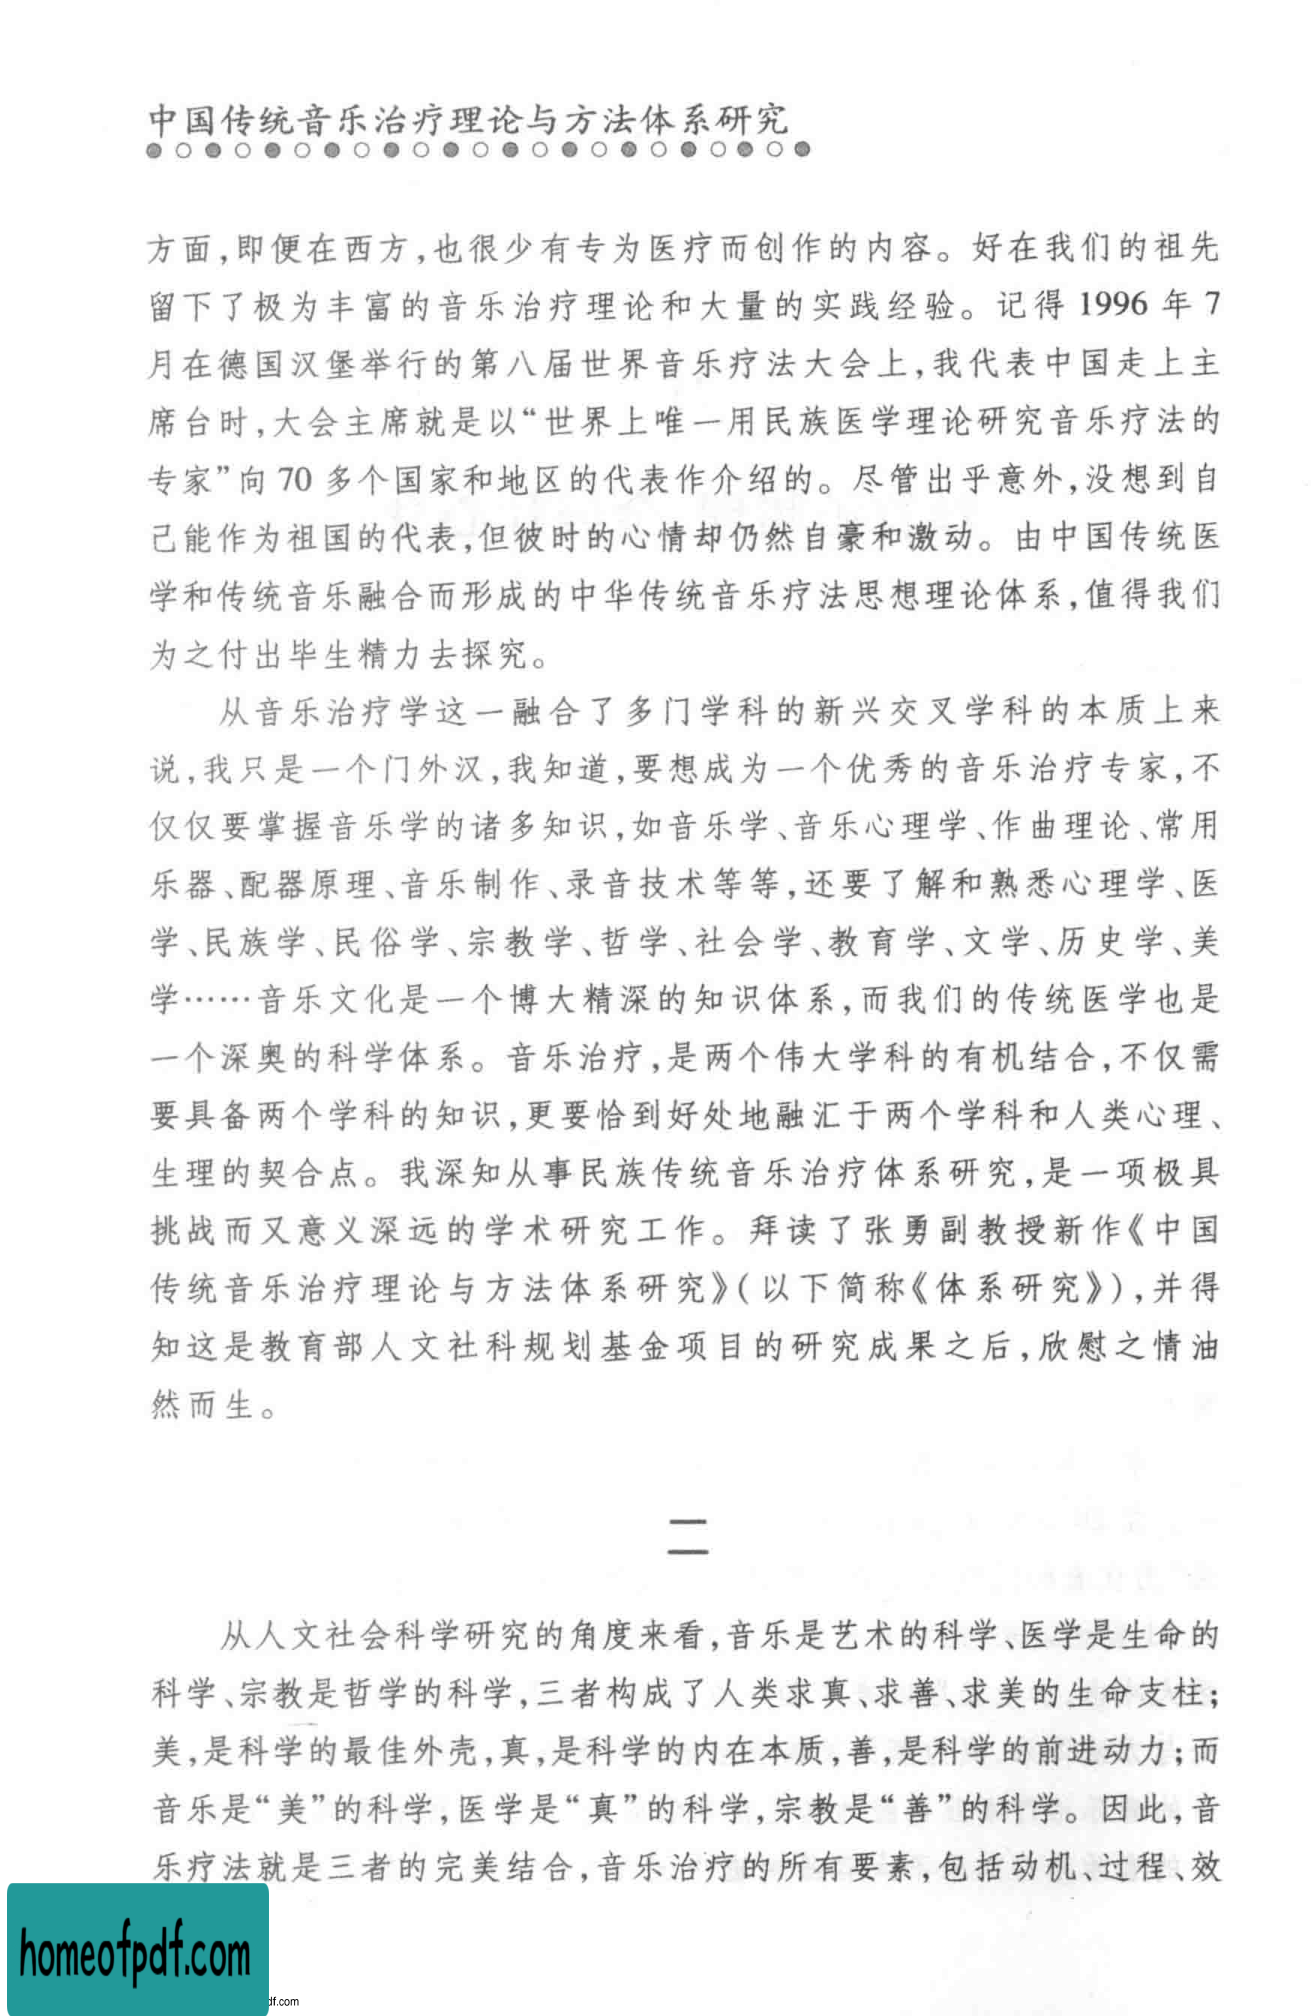 中国传统音乐治疗理论与方法体系研究
方面,即便在西方,也很少有专为医疗而创作的内容。好在我们的祖先
留下了极为丰富的音乐治疗理论和大量的实践经验。记得 1996 年 7
月在德国汉堡举行的第八届世界音乐疗法大会上,我代表中国走上主
席台时,大会主席就是以“世界上唯一用民族医学理论研究音乐疗法的
专家”向 70 多个国家和地区的代表作介绍的。尽管出乎意外,没想到自
己能作为祖国的代表,但彼时的心情却仍然自豪和激动。由中国传统医
学和传统音乐融合而形成的中华传统音乐疗法思想理论体系,值得我们
为之付出毕生精力去探究。
从音乐治疗学这一融合了多门学科的新兴交叉学科的本质上来
说,我只是一个门外汉,我知道,要想成为一个优秀的音乐治疗专家,不
仅仅要掌握音乐学的诸多知识,如音乐学、音乐心理学、作曲理论、常用
乐器、配器原理、音乐制作、录音技术等等,还要了解和熟悉心理学、医
学、民族学、民俗学、宗教学、哲学、社会学、教育学、文学、历史学、美
学……音乐文化是一个博大精深的知识体系,而我们的传统医学也是
一个深奥的科学体系。音乐治疗,是两个伟大学科的有机结合,不仅需
要具备两个学科的知识,更要恰到好处地融汇于两个学科和人类心理、
生理的契合点。我深知从事民族传统音乐治疗体系研究,是一项极具
挑战而又意义深远的学术研究工作。拜读了张勇副教授新作《中国
传统音乐治疗理论与方法体系研究》(以下简称《体系研究》),并得
知这是教育部人文社科规划基金项目的研究成果之后,欣慰之情油
然而生。
二
从人文社会科学研究的角度来看,音乐是艺术的科学、医学是生命的
科学、宗教是哲学的科学,三者构成了人类求真、求善、求美的生命支柱;
美,是科学的最佳外壳,真,是科学的内在本质,善,是科学的前进动力;而
音乐是“美”的科学,医学是“真”的科学,宗教是“善”的科学。因此,音
乐疗法就是三者的完美结合,音乐治疗的所有要素,包括动机、过程、效
homeofpdf.com
df.com